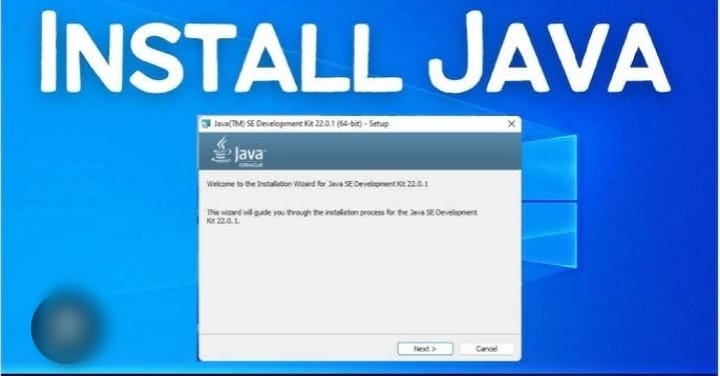 INSTALL JAVA
Java(TM) SE Development Kit 22.0.1 (64-bit) - Setup
Java™
ORACLE
Welcome to the Installation Wizard for Java SE Development Kit 22.0.1
This wizard will guide you through the installation process for the Java SE Development
Kit 22.0.1.
Next >
Cancel